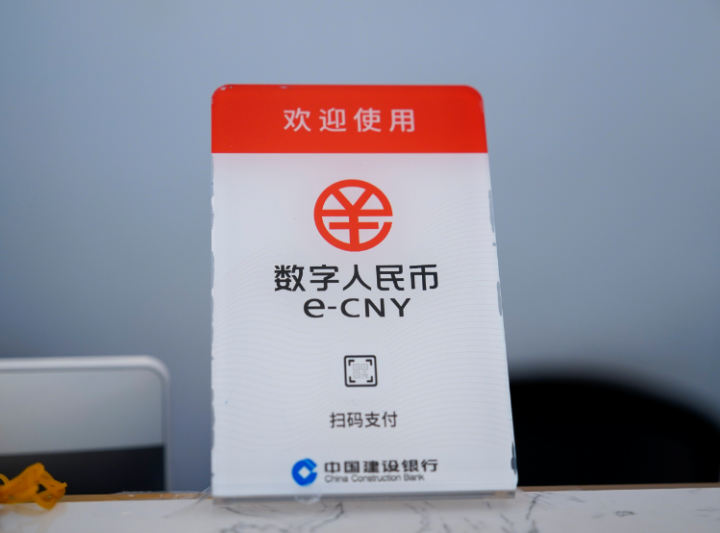 欢迎使用
数字人民币
e-CNY
扫码支付
中国建设银行
China Construction Bank